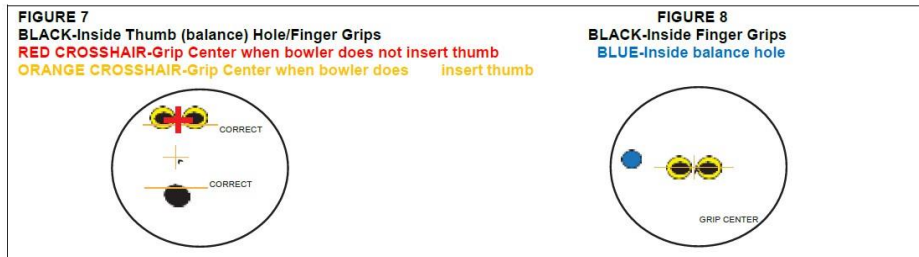 FIGURE 7
BLACK-Inside Thumb (balance) Hole/Finger Grips
RED CROSSHAIR-Grip Center when bowler does not insert thumb
ORANGE CROSSHAIR-Grip Center when bowler does insert thumb
CORRECT
CORRECT
FIGURE 8
BLACK-Inside Finger Grips
BLUE-Inside balance hole
GRIP CENTER